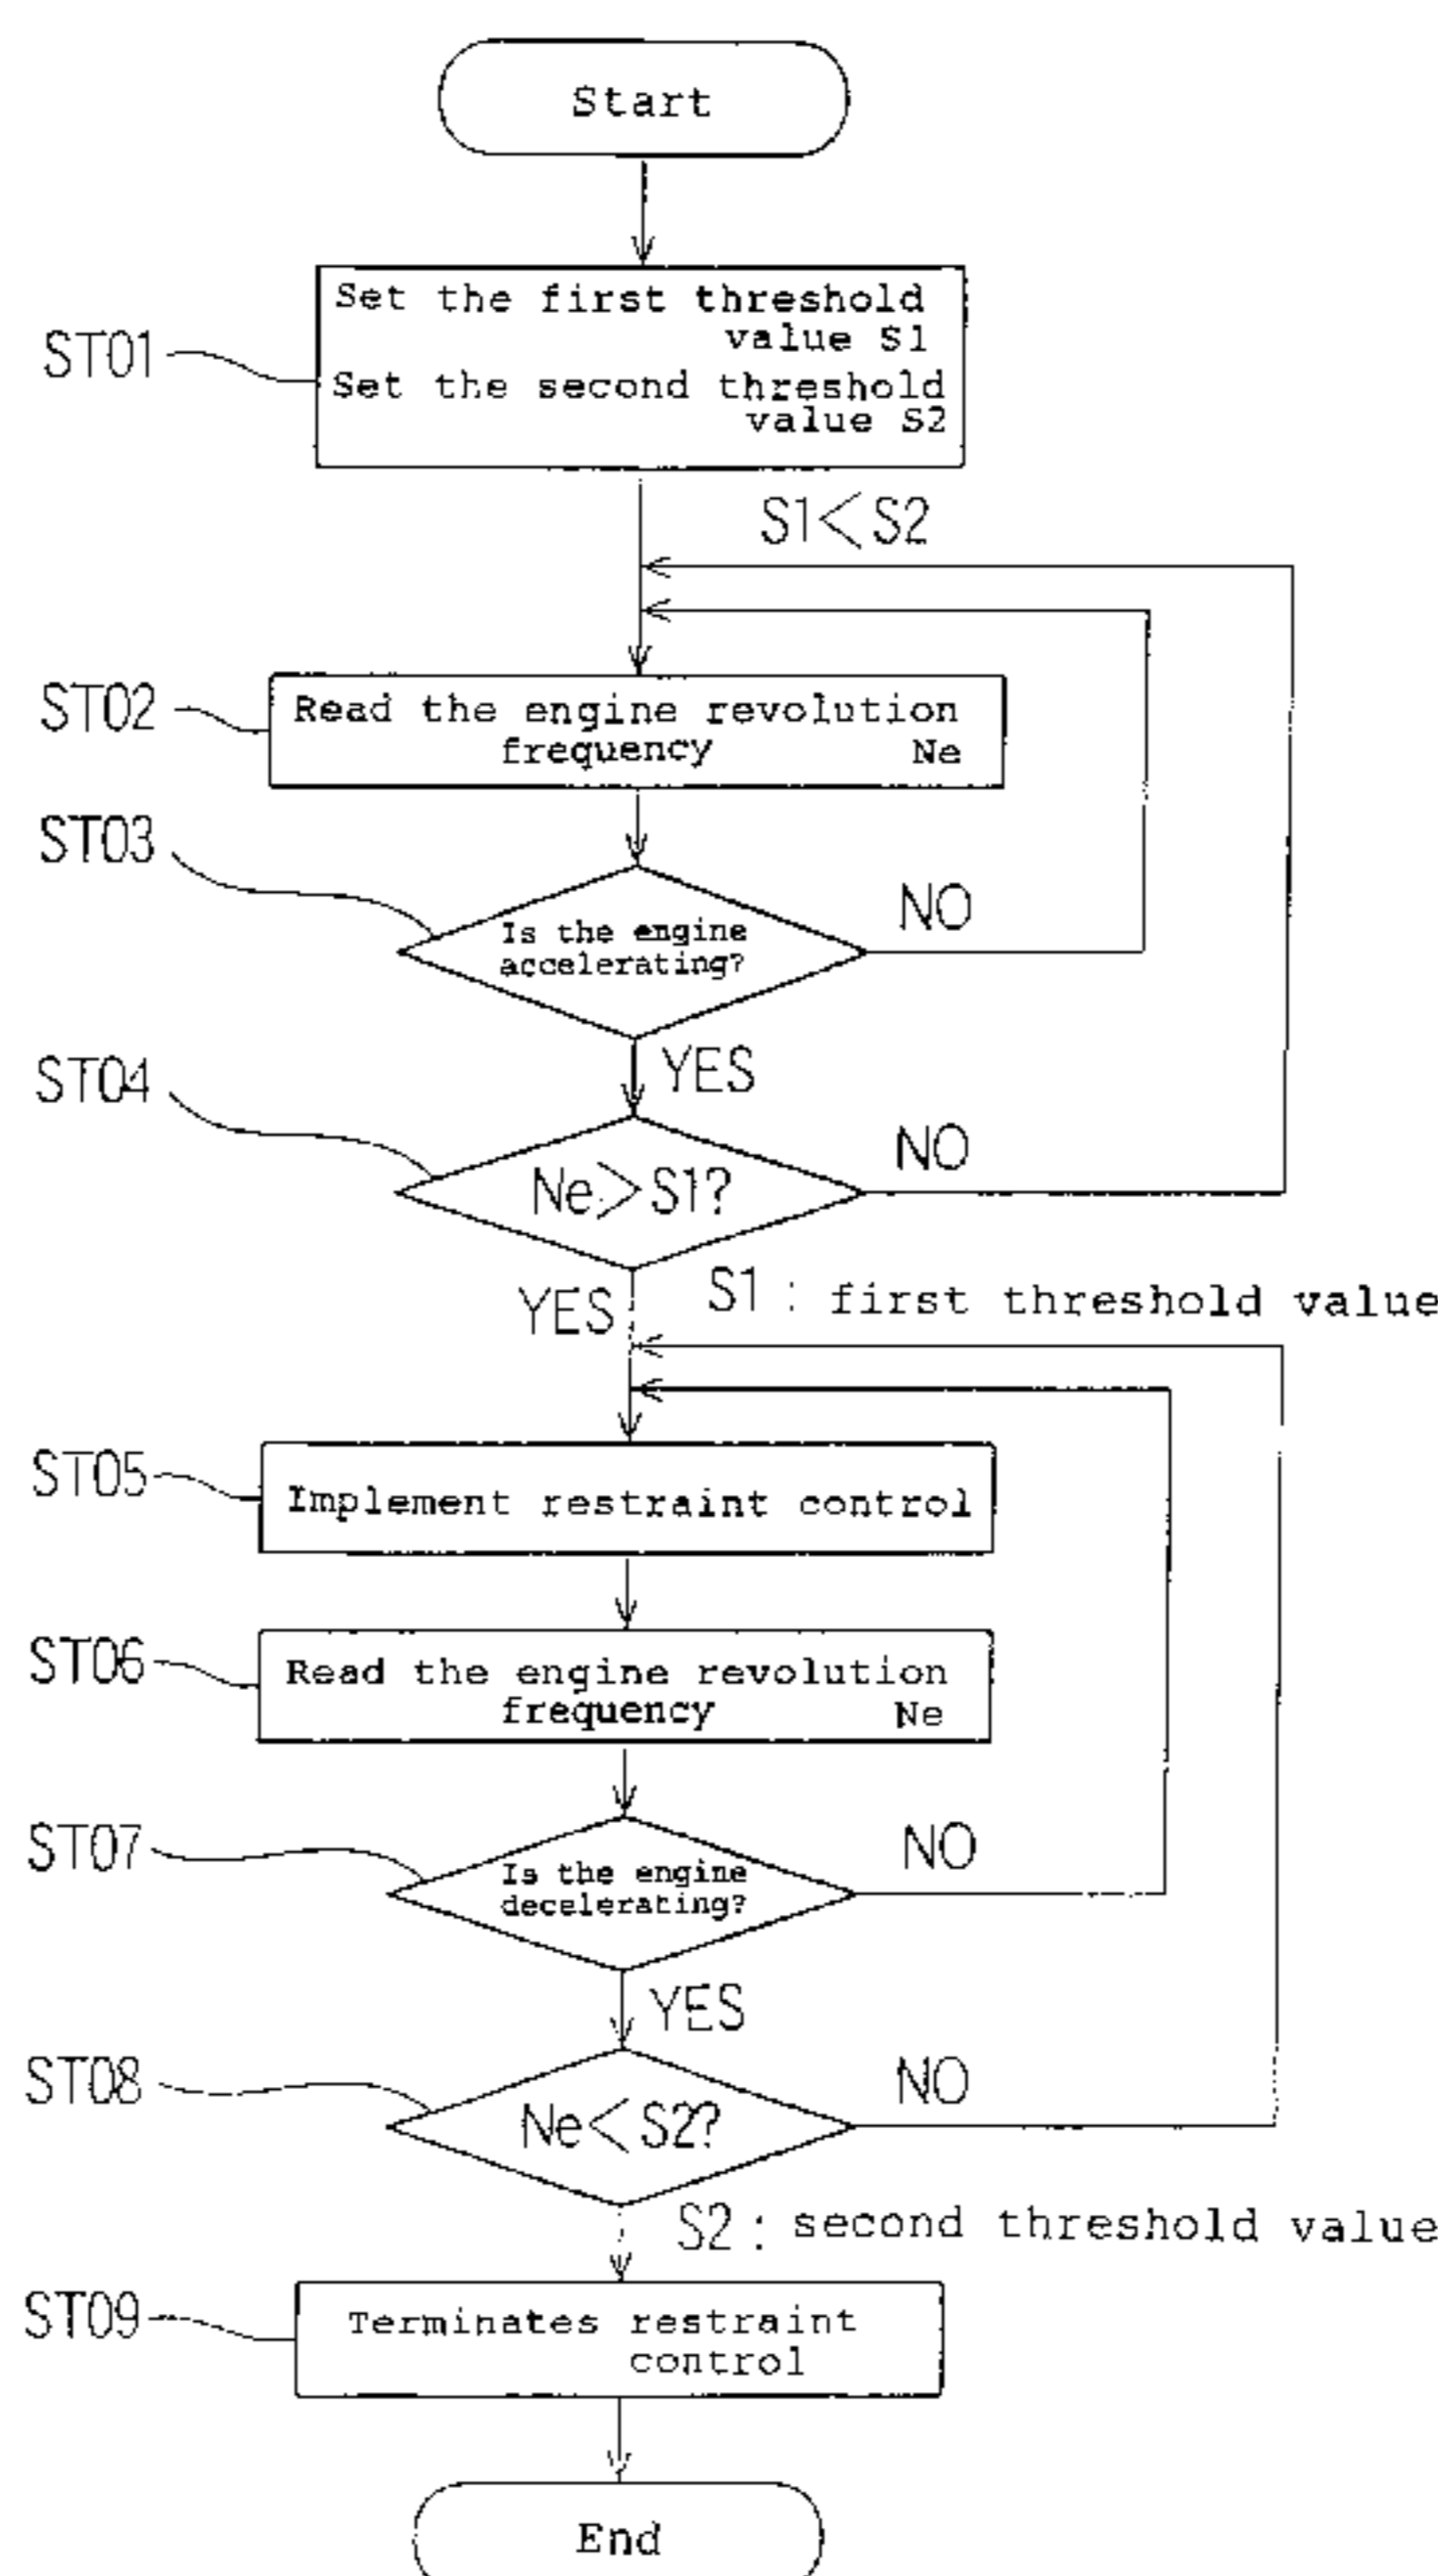 Start
Set the first threshold
value S1
ST01
Set the second threshold
value S2
S1<S2
ST02
Read the engine revolution
frequency Ne
ST03
NO
Is the engine
accelerating?
YES
ST04
NO
Ne>S1?
YES
S1 : first threshold value
ST05
Implement restraint control
ST06
Read the engine revolution
frequency Ne
ST07
NO
Is the engine
decelerating?
YES
ST08
NO
Ne<S2?
S2 : second threshold value
ST09
Terminates restraint
control
End